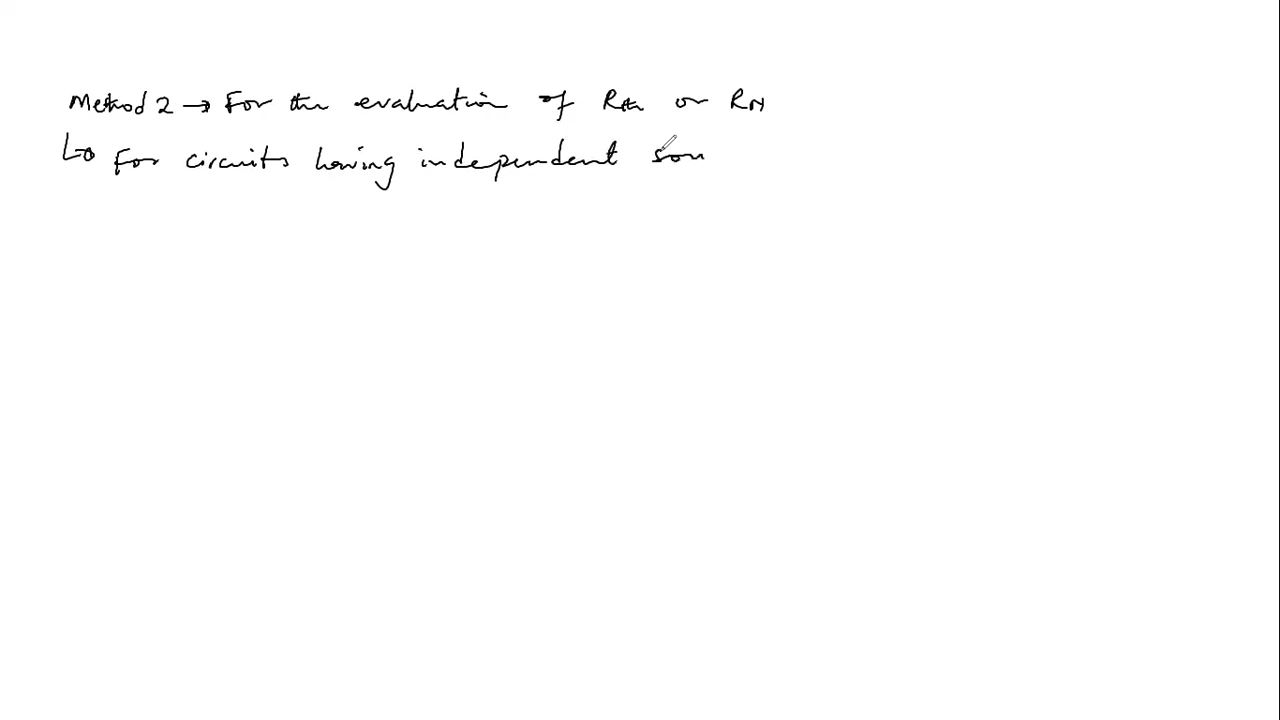 Method 2 → For the evaluation of Rth or RN
↳ For circuits having independent sou